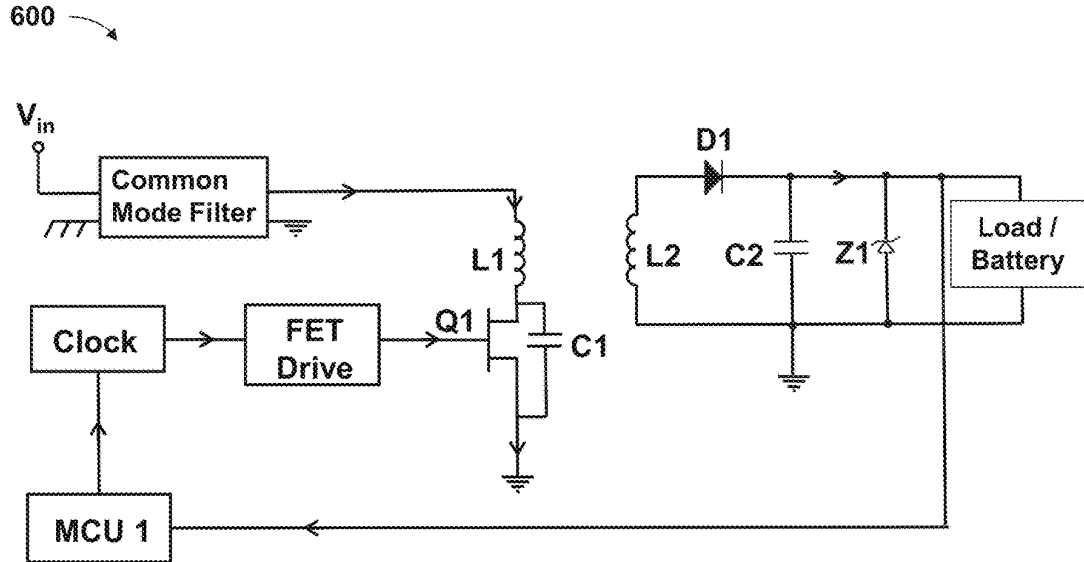 600
Vin
Common
Mode Filter
D1
L1
L2
C2
Z1
Load /
Battery
Clock
FET
Drive
Q1
C1
MCU 1